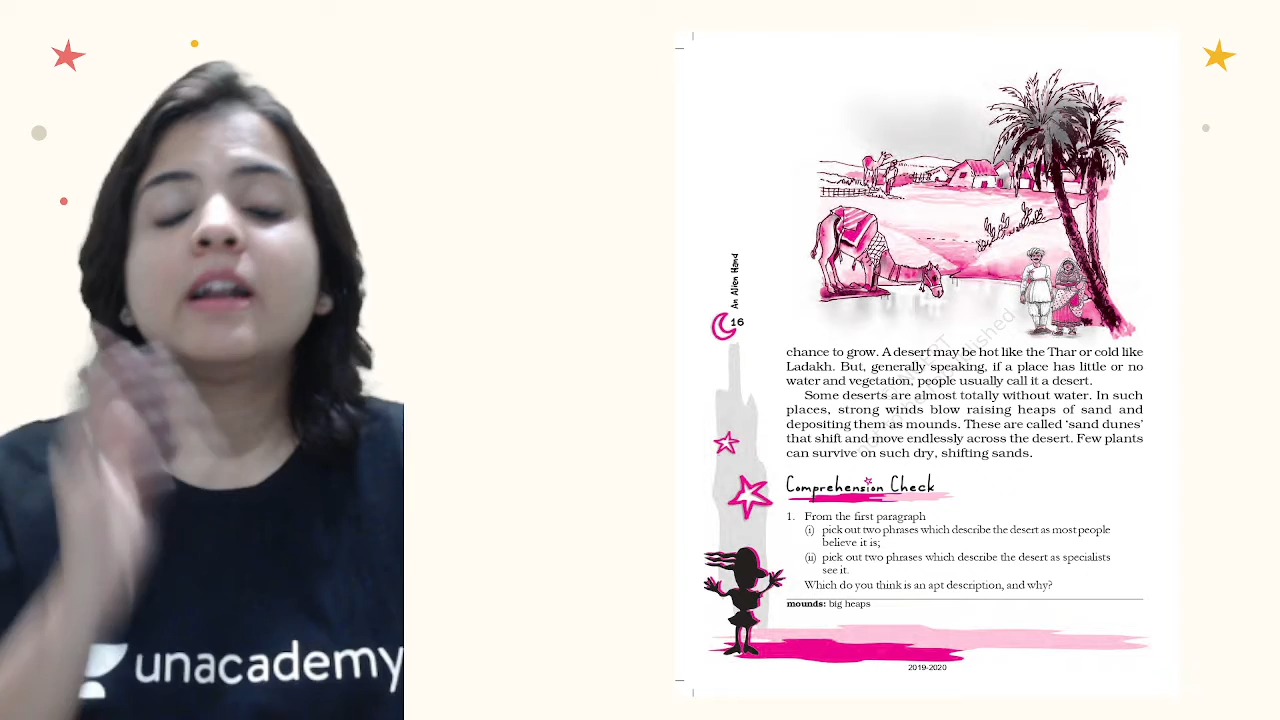 An Alien Hand
16
chance to grow. A desert may be hot like the Thar or cold like
Ladakh. But, generally speaking, if a place has little or no
water and vegetation, people usually call it a desert.
Some deserts are almost totally without water. In such
places, strong winds blow raising heaps of sand and
depositing them as mounds. These are called ‘sand dunes’
that shift and move endlessly across the desert. Few plants
can survive on such dry, shifting sands.
Comprehension Check
1. From the first paragraph
(i) pick out two phrases which describe the desert as most people
believe it is;
(ii) pick out two phrases which describe the desert as specialists
see it.
Which do you think is an apt description, and why?
mounds: big heaps
2019-2020
unacademy